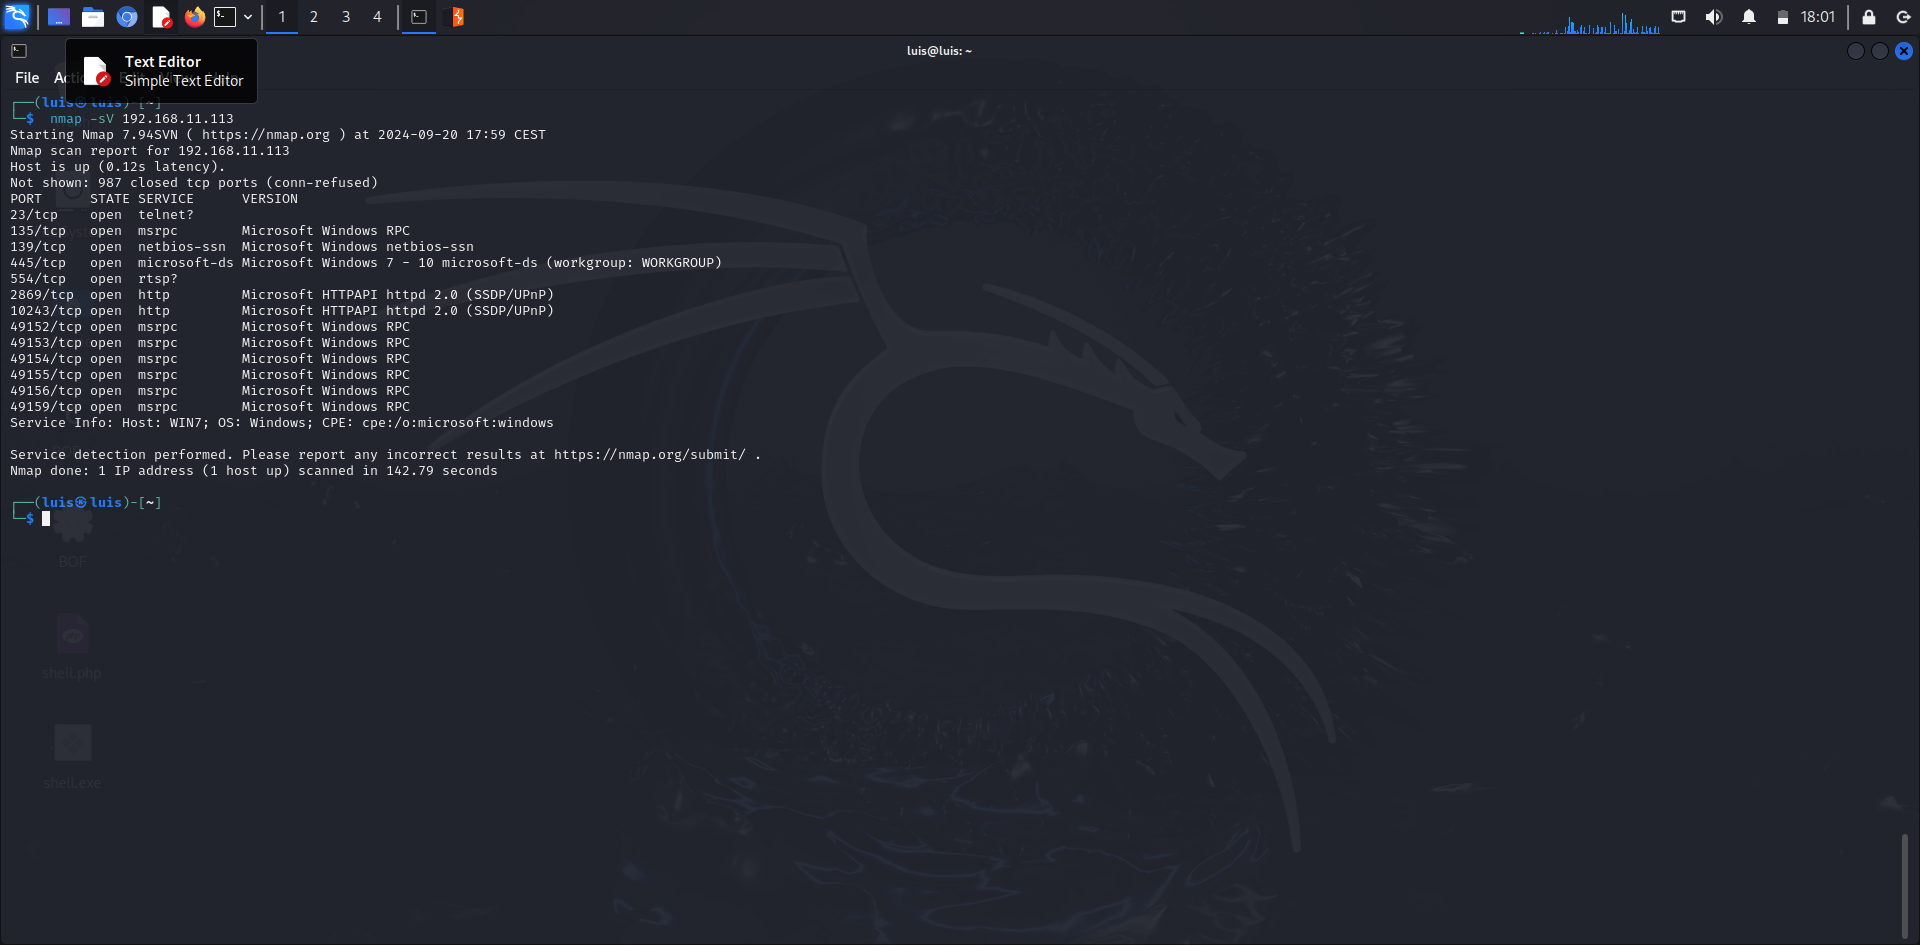 1 2 3 4 18:01
luis@luis: ~
File
Text Editor
Simple Text Editor
┌──(luis㉿luis)-[~]
└─$ nmap -sV 192.168.11.113
Starting Nmap 7.94SVN ( https://nmap.org ) at 2024-09-20 17:59 CEST
Nmap scan report for 192.168.11.113
Host is up (0.12s latency).
Not shown: 987 closed tcp ports (conn-refused)
PORT      STATE SERVICE      VERSION
23/tcp    open  telnet?
135/tcp   open  msrpc        Microsoft Windows RPC
139/tcp   open  netbios-ssn  Microsoft Windows netbios-ssn
445/tcp   open  microsoft-ds Microsoft Windows 7 - 10 microsoft-ds (workgroup: WORKGROUP)
554/tcp   open  rtsp?
2869/tcp  open  http         Microsoft HTTPAPI httpd 2.0 (SSDP/UPnP)
10243/tcp open  http         Microsoft HTTPAPI httpd 2.0 (SSDP/UPnP)
49152/tcp open  msrpc        Microsoft Windows RPC
49153/tcp open  msrpc        Microsoft Windows RPC
49154/tcp open  msrpc        Microsoft Windows RPC
49155/tcp open  msrpc        Microsoft Windows RPC
49156/tcp open  msrpc        Microsoft Windows RPC
49159/tcp open  msrpc        Microsoft Windows RPC
Service Info: Host: WIN7; OS: Windows; CPE: cpe:/o:microsoft:windows
Service detection performed. Please report any incorrect results at https://nmap.org/submit/ .
Nmap done: 1 IP address (1 host up) scanned in 142.79 seconds
┌──(luis㉿luis)-[~]
└─$
BOF
shell.php
shell.exe